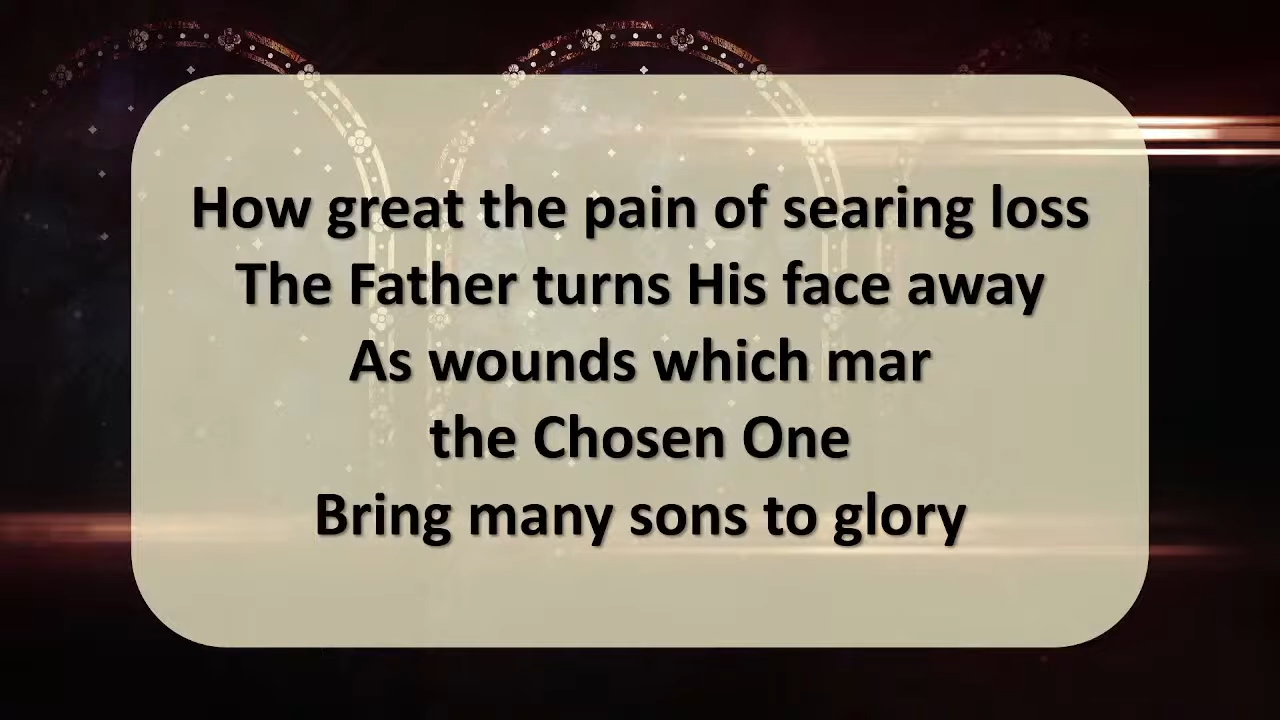 How great the pain of searing loss
The Father turns His face away
As wounds which mar
the Chosen One
Bring many sons to glory